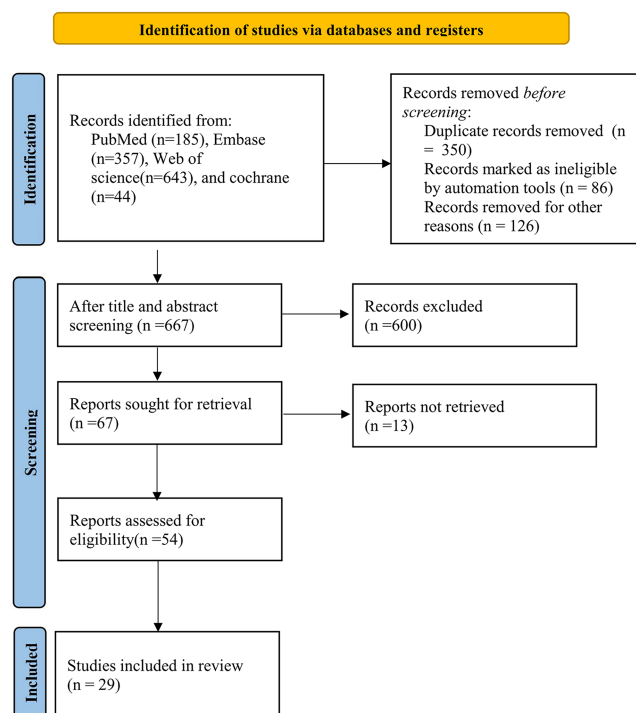 Identification of studies via databases and registers
Identification
Records identified from:
PubMed (n=185), Embase
(n=357), Web of
science(n=643), and cochrane
(n=44)
Records removed before
screening:
Duplicate records removed (n
= 350)
Records marked as ineligible
by automation tools (n = 86)
Records removed for other
reasons (n = 126)
Screening
After title and abstract
screening (n =667)
Records excluded
(n =600)
Reports sought for retrieval
(n =67)
Reports not retrieved
(n =13)
Reports assessed for
eligibility(n =54)
Included
Studies included in review
(n = 29)